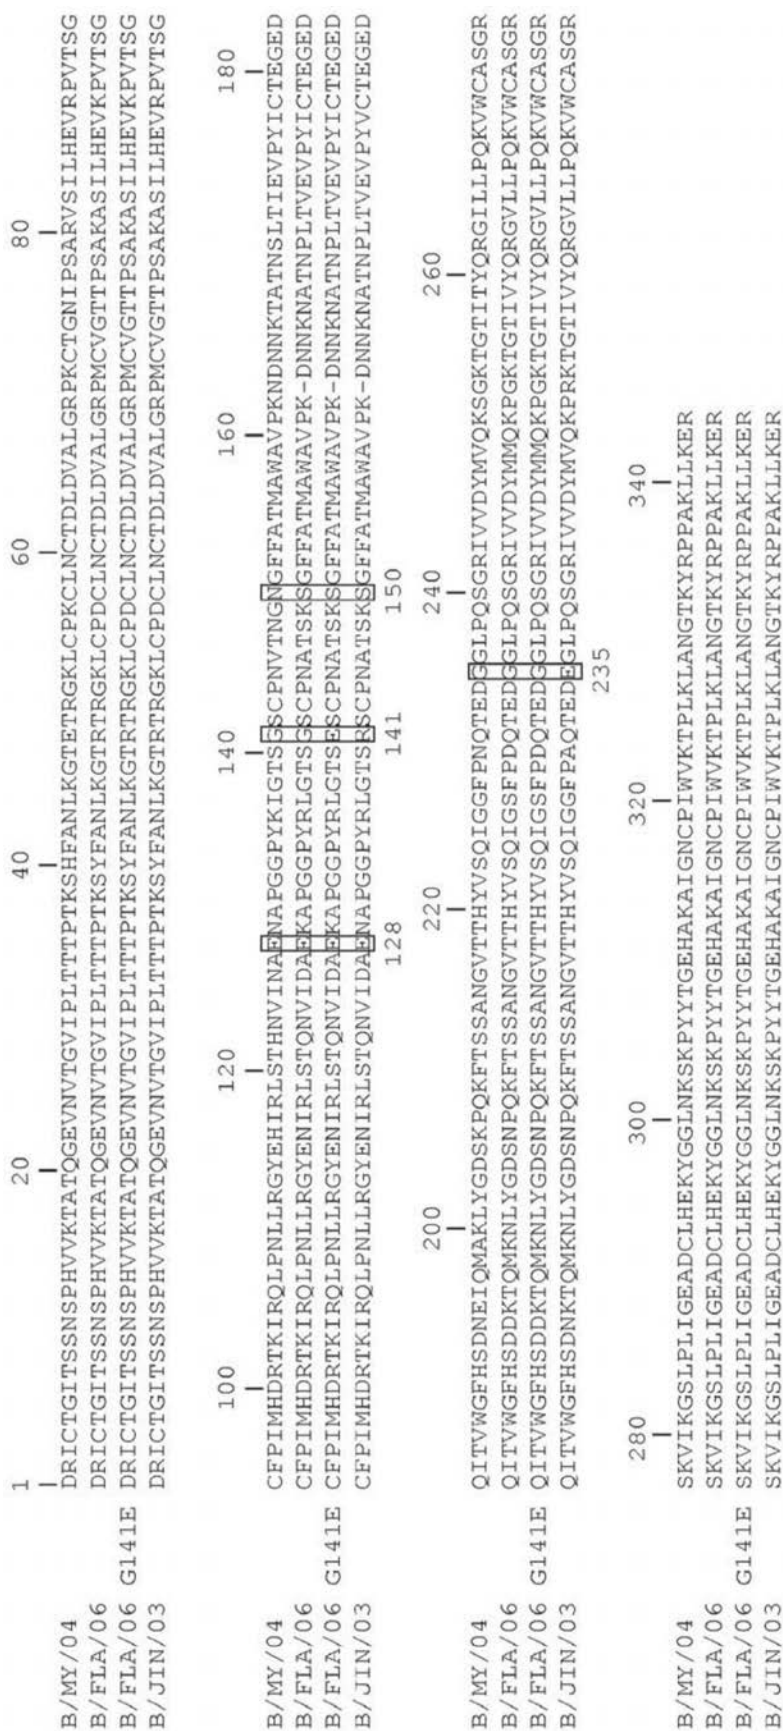 1 20 40 60 80
B/MY/04 DRICTGITSSNSPHVVKTATQGEVNVTGVIPLTTTPTKSHFANLKGTETRGKLCPKCLNCTDLDVALGRPKCTGNIPSARVSILHEVRPVTSG
B/FLA/06 DRICTGITSSNSPHVVKTATQGEVNVTGVIPLTTTPTKSYFANLKGTRTRGKLCPDCLNCTDLDVALGRPMCVGTTPSAKASILHEVKPVTSG
B/FLA/06 G141E DRICTGITSSNSPHVVKTATQGEVNVTGVIPLTTTPTKSYFANLKGTRTRGKLCPDCLNCTDLDVALGRPMCVGTTPSAKASILHEVKPVTSG
B/JIN/03 DRICTGITSSNSPHVVKTATQGEVNVTGVIPLTTTPTKSYFANLKGTRTRGKLCPDCLNCTDLDVALGRPMCVGTTPSAKASILHEVRPVTSG
100 120 140 160 180
B/MY/04 CFPIMHDRTKIRQLPNLLRGYEHIRLSTHNVINAENAPGGPYKIGTSGSCPNVTNGNGFFATMAWAVPKNDNNKTATNSLTIEVPYICTEGED
B/FLA/06 CFPIMHDRTKIRQLPNLLRGYENIRLSTQNVIDAEKAPGGPYRLGTSGSCPNATSKSGFFATMAWAVPK-DNNKNATNPLTVEVPYICTEGED
B/FLA/06 G141E CFPIMHDRTKIRQLPNLLRGYENIRLSTQNVIDAEKAPGGPYRLGTSESCPNATSKSGFFATMAWAVPK-DNNKNATNPLTVEVPYICTEGED
B/JIN/03 CFPIMHDRTKIRQLPNLLRGYENIRLSTQNVIDAENAPGGPYRLGTSRSCPNATSKSGFFATMAWAVPK-DNNKNATNPLTVEVPYVCTEGED
128 141 150
200 220 240 260
B/MY/04 QITVWGFHSDNEIQMAKLYGDSKPQKFTSSANGVTTHYVSQIGGFPNQTEDGGLPQSGRIVVDYMVQKSGKTGTITYQRGILLPQKVWCASGR
B/FLA/06 QITVWGFHSDDKTQMKNLYGDSNPQKFTSSANGVTTHYVSQIGSFPDQTEDGGLPQSGRIVVDYMMQKPGKTGTIVYQRGVLLPQKVWCASGR
B/FLA/06 G141E QITVWGFHSDDKTQMKNLYGDSNPQKFTSSANGVTTHYVSQIGSFPDQTEDGGLPQSGRIVVDYMMQKPGKTGTIVYQRGVLLPQKVWCASGR
B/JIN/03 QITVWGFHSDNKTQMKNLYGDSNPQKFTSSANGVTTHYVSQIGGFPAQTEDEGLPQSGRIVVDYMVQKPRKTGTIVYQRGVLLPQKVWCASGR
235
280 300 320 340
B/MY/04 SKVIKGSLPLIGEADCLHEKYGGLNKSKPYYTGEHAKAIGNCPIWVKTPLKLANGTKYRPPAKLLKER
B/FLA/06 SKVIKGSLPLIGEADCLHEKYGGLNKSKPYYTGEHAKAIGNCPIWVKTPLKLANGTKYRPPAKLLKER
B/FLA/06 G141E SKVIKGSLPLIGEADCLHEKYGGLNKSKPYYTGEHAKAIGNCPIWVKTPLKLANGTKYRPPAKLLKER
B/JIN/03 SKVIKGSLPLIGEADCLHEKYGGLNKSKPYYTGEHAKAIGNCPIWVKTPLKLANGTKYRPPAKLLKER